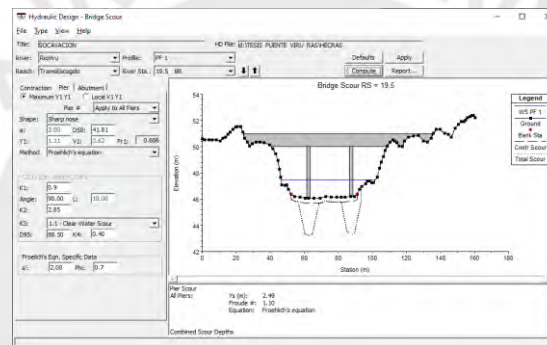 Hydraulic Design - Bridge Scour
File Type View Help
Title: SOCAVACION
HD File: d:\TESIS PUENTE VIRU RAS\HECRAS
River: RioViru Profile: PF 1 Defaults Apply
Reach: TramoEscogido River Sta.: 19.5 BR Compute Report...
Contraction Pier Abutment
Maximum V1 Y1 Local V1 Y1
Pier # Apply to All Piers
Shape: Sharp nose
a: 2.00 D50: 41.81
Y1: 1.11 V1: 3.62 Fr1: 0.686
Method: Froehlich's equation
K1: 0.9
Angle: 90.00 L: 10.00
K2: 2.85
K3: 1.1 - Clear-Water Scour
D95: 88.50 K4: 0.40
Froelich's Eqn. Specific Data
a': 2.00 Phi: 0.7
Bridge Scour RS = 19.5
Elevation (m)
54
52
50
48
46
44
42
0 20 40 60 80 100 120 140 160 180
Station (m)
Legend
WS PF 1
Ground
Bank Sta
Contr Scour
Total Scour
Pier Scour
All Piers: Ys (m): 2.49
Froude #: 1.10
Equation: Froehlich's equation
Combined Scour Depths